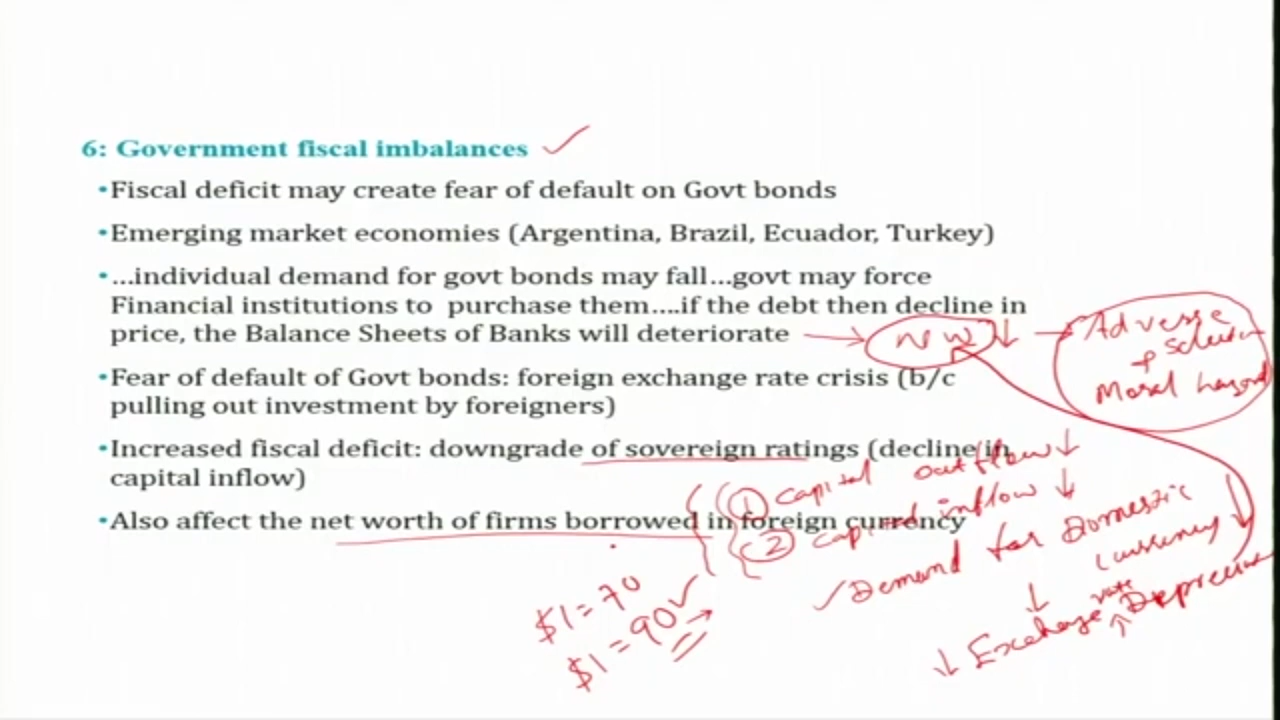 6: Government fiscal imbalances
•Fiscal deficit may create fear of default on Govt bonds
•Emerging market economies (Argentina, Brazil, Ecuador, Turkey)
•...individual demand for govt bonds may fall...govt may force
Financial institutions to purchase them....if the debt then decline in
price, the Balance Sheets of Banks will deteriorate
NW ↓
Adverse
+ Selection
Moral hazard
•Fear of default of Govt bonds: foreign exchange rate crisis (b/c
pulling out investment by foreigners)
•Increased fiscal deficit: downgrade of sovereign ratings (decline in
capital inflow)
•Also affect the net worth of firms borrowed in foreign currency
① Capital outflow ↓
② Capital inflow ↓
Demand for Domestic
Currency ↓
↓ Exchange rate
$1 = 70
$1 = 90